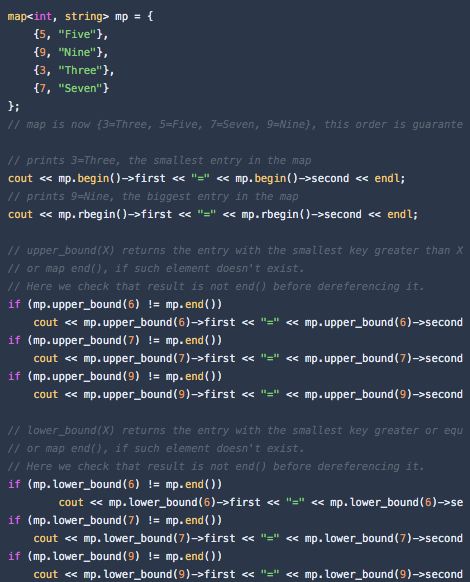 map<int, string> mp = {
    {5, "Five"},
    {9, "Nine"},
    {3, "Three"},
    {7, "Seven"}
};
// map is now {3=Three, 5=Five, 7=Seven, 9=Nine}, this order is guarante

// prints 3=Three, the smallest entry in the map
cout << mp.begin()->first << "=" << mp.begin()->second << endl;
// prints 9=Nine, the biggest entry in the map
cout << mp.rbegin()->first << "=" << mp.rbegin()->second << endl;

// upper_bound(X) returns the entry with the smallest key greater than X
// or map end(), if such element doesn't exist.
// Here we check that result is not end() before dereferencing it.
if (mp.upper_bound(6) != mp.end())
    cout << mp.upper_bound(6)->first << "=" << mp.upper_bound(6)->second
if (mp.upper_bound(7) != mp.end())
    cout << mp.upper_bound(7)->first << "=" << mp.upper_bound(7)->second
if (mp.upper_bound(9) != mp.end())
    cout << mp.upper_bound(9)->first << "=" << mp.upper_bound(9)->second

// lower_bound(X) returns the entry with the smallest key greater or equ
// or map end(), if such element doesn't exist.
// Here we check that result is not end() before dereferencing it.
if (mp.lower_bound(6) != mp.end())
        cout << mp.lower_bound(6)->first << "=" << mp.lower_bound(6)->se
if (mp.lower_bound(7) != mp.end())
    cout << mp.lower_bound(7)->first << "=" << mp.lower_bound(7)->second
if (mp.lower_bound(9) != mp.end())
    cout << mp.lower_bound(9)->first << "=" << mp.lower_bound(9)->second